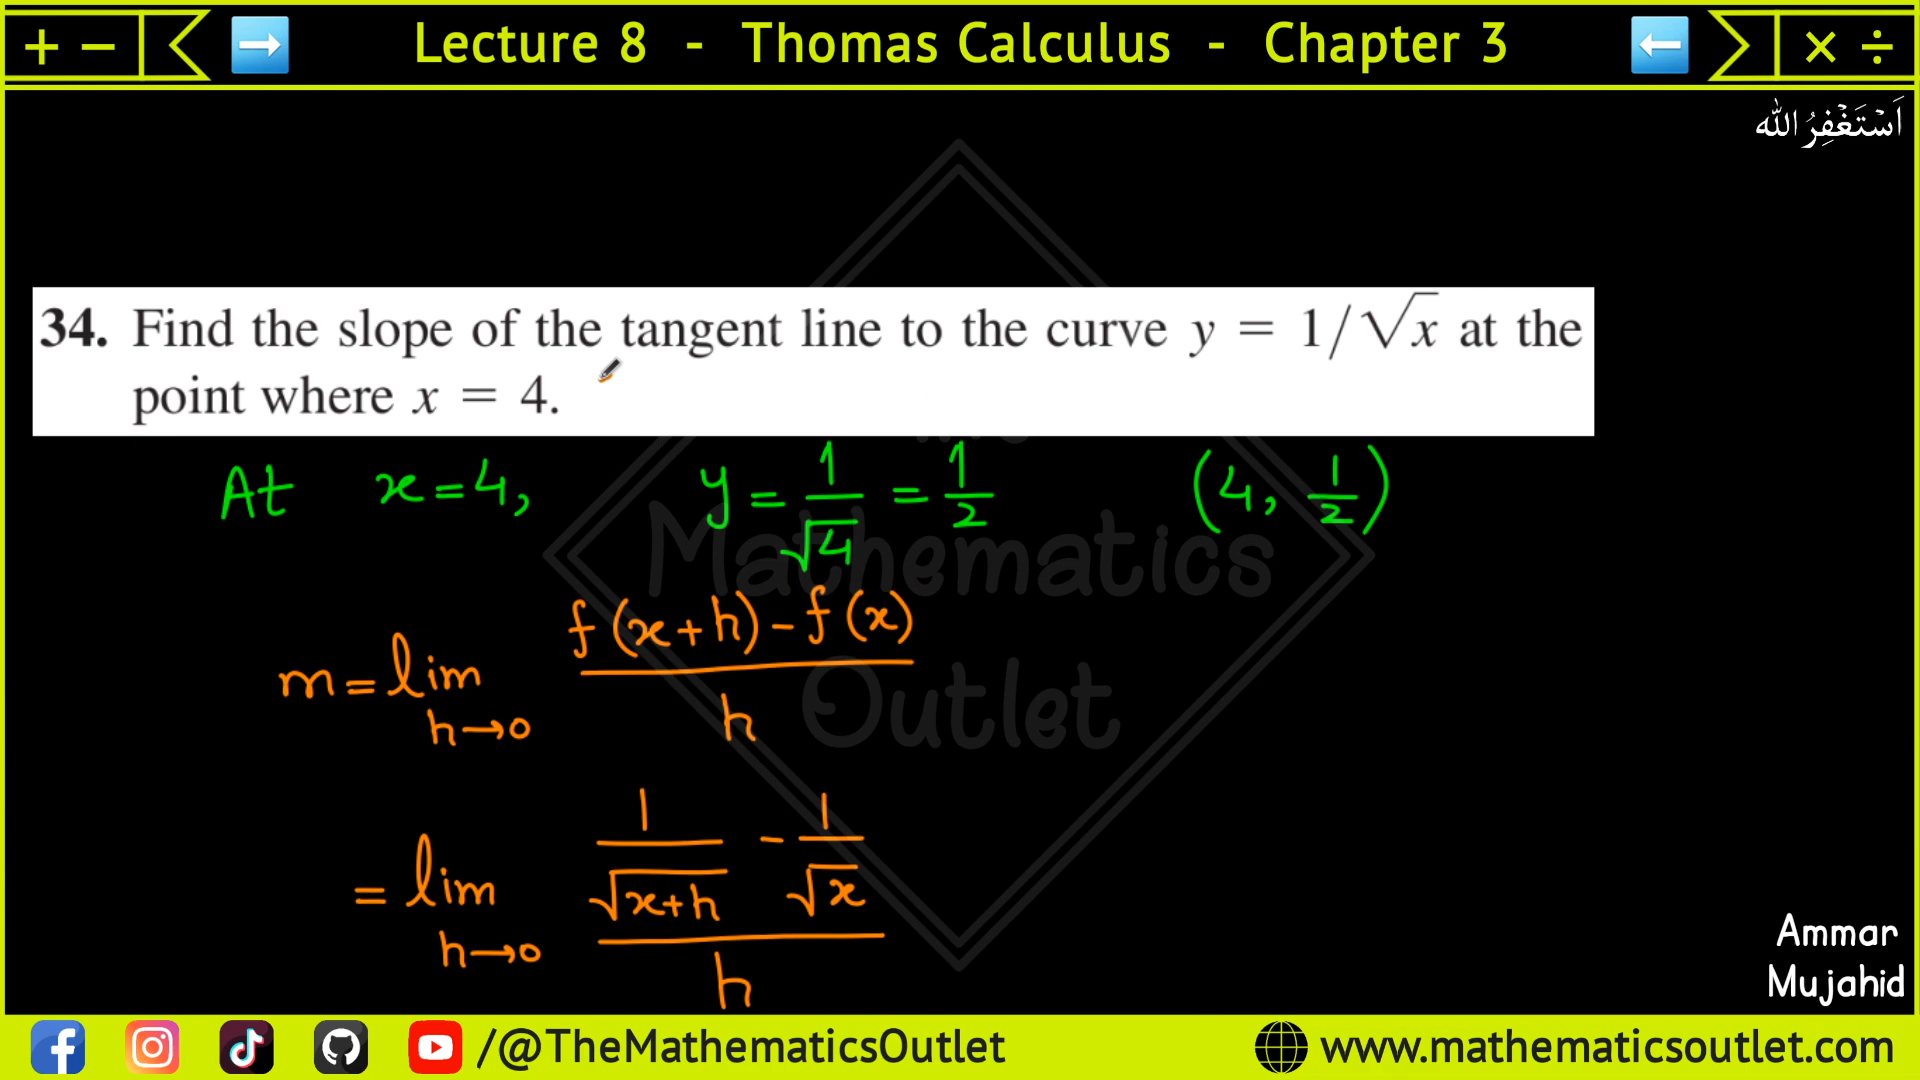 + − Lecture 8 - Thomas Calculus - Chapter 3 × ÷
اَسْتَغْفِرُ اللّٰه
34. Find the slope of the tangent line to the curve y = 1/√x at the
point where x = 4.
At x=4, y = 1/√4 = 1/2 (4, 1/2)
m = lim h→0 f(x+h) - f(x) / h
= lim h→0 1/√x+h - 1/√x / h
Mathematics
Outlet
Ammar
Mujahid
/@TheMathematicsOutlet www.mathematicsoutlet.com